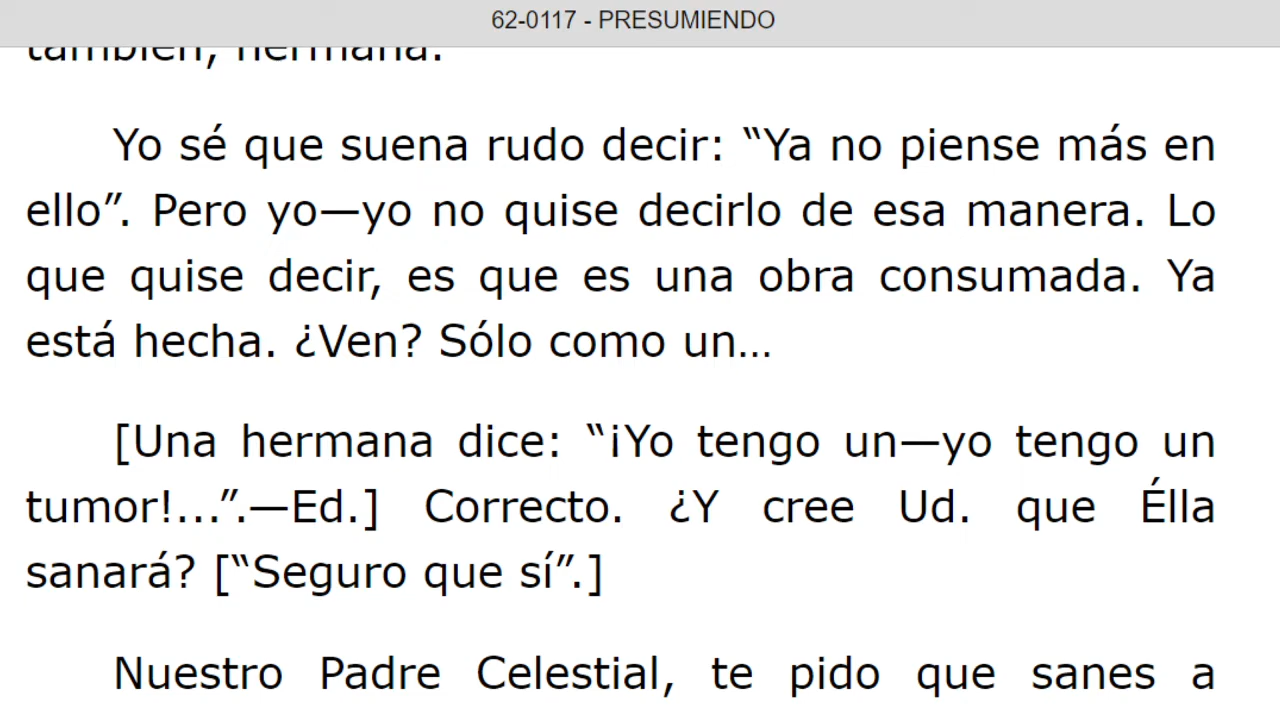 62-0117 - PRESUMIENDO
también, hermana.
Yo sé que suena rudo decir: “Ya no piense más en
ello”. Pero yo—yo no quise decirlo de esa manera. Lo
que quise decir, es que es una obra consumada. Ya
está hecha. ¿Ven? Sólo como un…
[Una hermana dice: “¡Yo tengo un—yo tengo un
tumor!...”.—Ed.] Correcto. ¿Y cree Ud. que Élla
sanará? [“Seguro que sí”.]
Nuestro Padre Celestial, te pido que sanes a